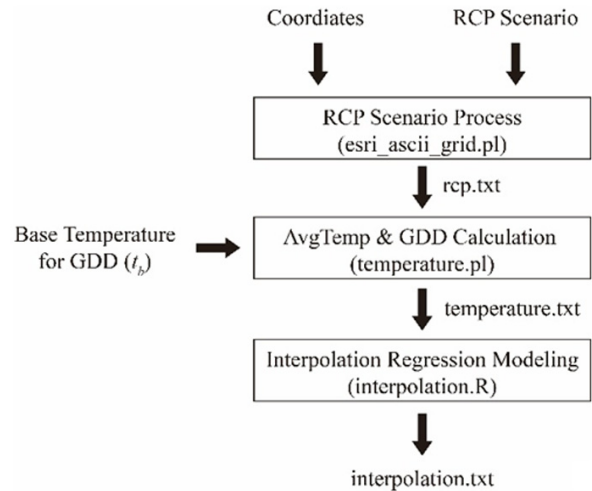 Coordiates
RCP Scenario
RCP Scenario Process
(esri_ascii_grid.pl)
rcp.txt
Base Temperature
for GDD (t_b)
AvgTemp & GDD Calculation
(temperature.pl)
temperature.txt
Interpolation Regression Modeling
(interpolation.R)
interpolation.txt